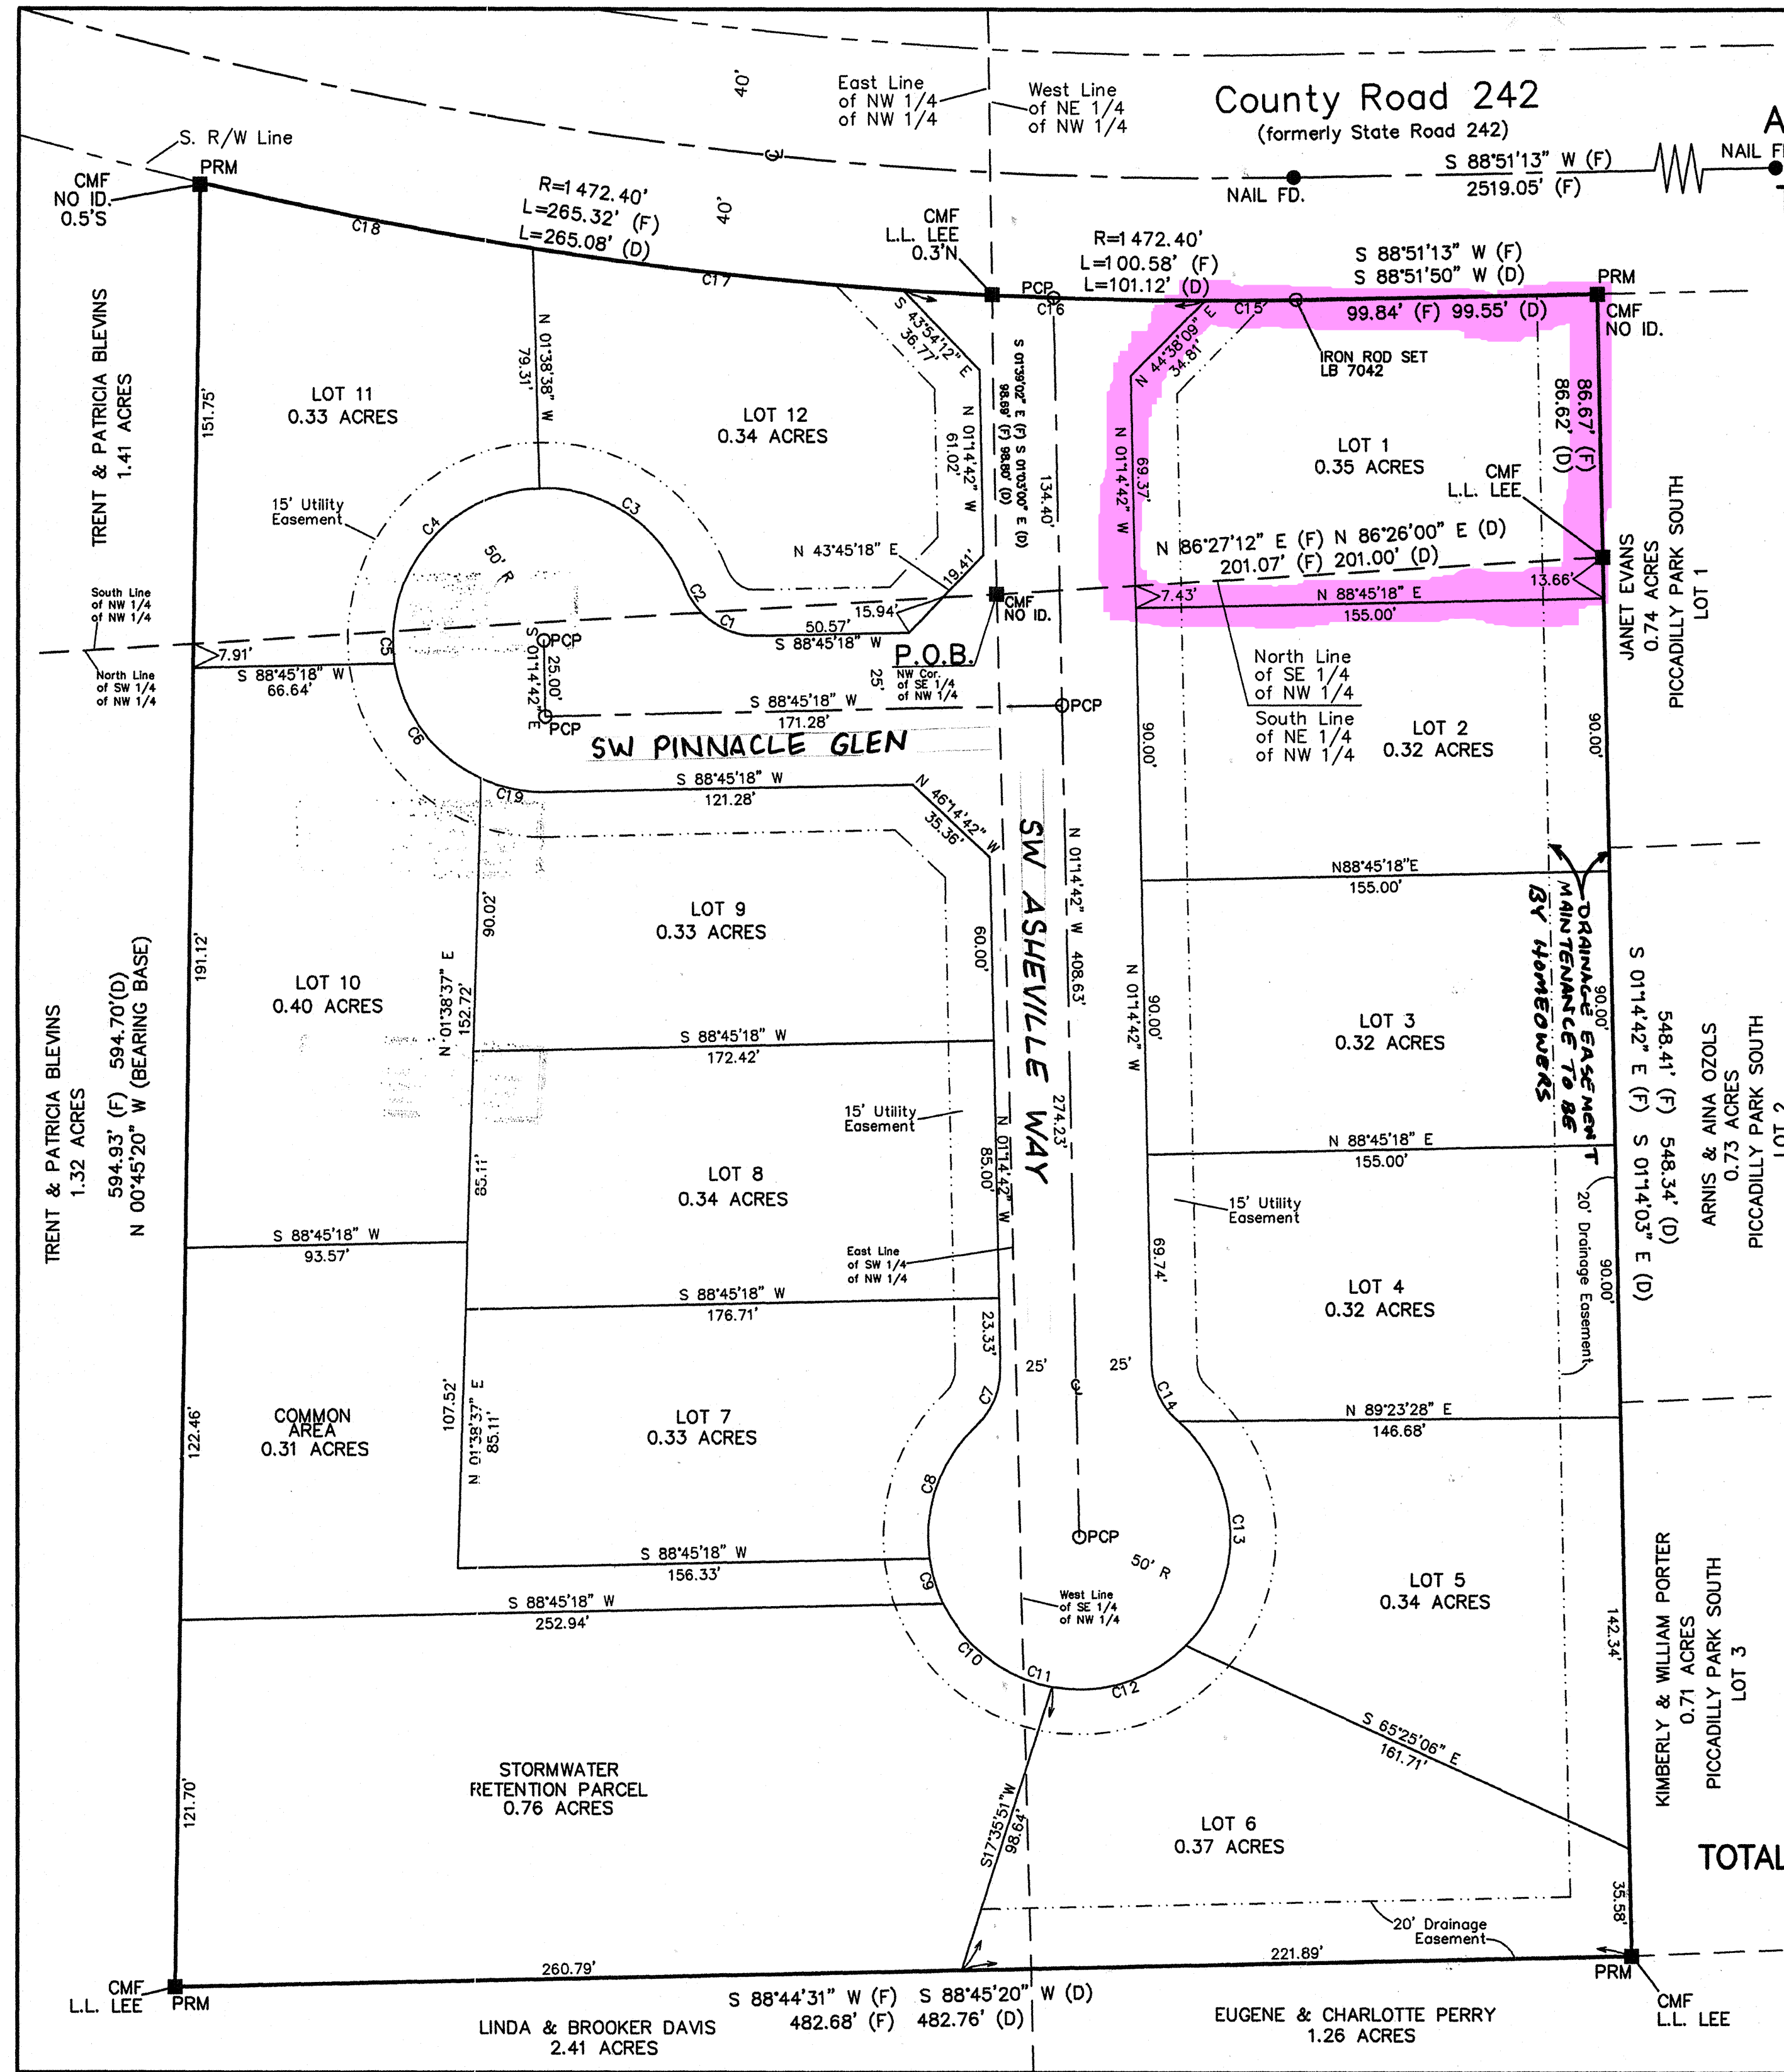 East Line
of NW 1/4
of NW 1/4
West Line
of NE 1/4
of NW 1/4
County Road 242
(formerly State Road 242)
40'
40'
S. R/W Line
PRM
CMF
NO ID.
0.5'S
S 88°51'13" W (F)
2519.05' (F)
NAIL FD.
C18
R=1472.40'
L=265.32' (F)
L=265.08' (D)
C17
CMF
L.L. LEE
0.3'N
PCP
C16
R=1472.40'
L=100.58' (F)
L=101.12' (D)
C15
S 88°51'13" W (F)
S 88°51'50" W (D)
99.84' (F) 99.55' (D)
PRM
CMF
NO ID.
IRON ROD SET
LB 7042
N 44°38'09" E
34.81'
S 43°54'12" E
36.77'
N 01°38'38" W
79.31'
TRENT & PATRICIA BLEVINS
1.41 ACRES
151.75'
LOT 11
0.33 ACRES
LOT 12
0.34 ACRES
N 01°14'42" W
61.02'
S 01°39'02" E (F) S 01°03'00" E (D)
98.69' (F) 98.80' (D)
134.40'
N 01°14'42" W
69.37'
LOT 1
0.35 ACRES
86.67' (F)
86.62' (D)
CMF
L.L. LEE
N 86°27'12" E (F) N 86°26'00" E (D)
201.07' (F) 201.00' (D)
13.66'
7.43'
N 88°45'18" E
155.00'
JANET EVANS
0.74 ACRES
PICCADILLY PARK SOUTH
LOT 1
15' Utility
Easement
C4
C3
50' R
C2
C1
C5
N 43°45'18" E
19.41'
15.94'
50.57'
S 88°45'18" W
CMF
NO ID.
P.O.B.
NW Cor.
of SE 1/4
of NW 1/4
25'
South Line
of NW 1/4
of NW 1/4
North Line
of SW 1/4
of NW 1/4
7.91'
S 88°45'18" W
66.64'
PCP
25.00'
S 01°14'42" E
PCP
S 88°45'18" W
171.28'
PCP
SW PINNACLE GLEN
North Line
of SE 1/4
of NW 1/4
South Line
of NE 1/4
of NW 1/4
LOT 2
0.32 ACRES
90.00'
90.00'
C6
C19
S 88°45'18" W
121.28'
N 46°14'42" W
35.36'
SW ASHEVILLE WAY
N 01°14'42" W 408.63'
N88°45'18"E
155.00'
DRAINAGE EASEMENT
MAINTENANCE TO BE
BY HOMEOWERS
LOT 9
0.33 ACRES
90.02'
60.00'
LOT 10
0.40 ACRES
191.12'
N 01°38'37" E
152.72'
594.93' (F) 594.70'(D)
N 00°45'20" W (BEARING BASE)
TRENT & PATRICIA BLEVINS
1.32 ACRES
S 88°45'18" W
172.42'
N 01°14'42" W
90.00'
LOT 3
0.32 ACRES
90.00'
548.41' (F) 548.34' (D)
S 01°14'42" E (F) S 01°14'03" E (D)
ARNIS & AINA OZOLS
0.73 ACRES
PICCADILLY PARK SOUTH
LOT 2
15' Utility
Easement
274.23'
N 88°45'18" E
155.00'
LOT 8
0.34 ACRES
85.11'
85.00'
N 01°14'42" W
15' Utility
Easement
20' Drainage Easement
S 88°45'18" W
93.57'
East Line
of SW 1/4
of NW 1/4
69.74'
LOT 4
0.32 ACRES
90.00'
S 88°45'18" W
176.71'
23.33'
25'
25'
C7
C14
N 89°23'28" E
146.68'
COMMON
AREA
0.31 ACRES
122.46'
107.52'
N 01°38'37" E
85.11'
LOT 7
0.33 ACRES
C8
C13
PCP
50' R
S 88°45'18" W
156.33'
C9
S 88°45'18" W
252.94'
West Line
of SE 1/4
of NW 1/4
LOT 5
0.34 ACRES
142.34'
KIMBERLY & WILLIAM PORTER
0.71 ACRES
PICCADILLY PARK SOUTH
LOT 3
C10
C11
C12
S 65°25'06" E
161.71'
STORMWATER
RETENTION PARCEL
0.76 ACRES
121.70'
S17°35'51"W
98.64'
LOT 6
0.37 ACRES
TOTAL
35.58'
20' Drainage
Easement
260.79'
221.89'
CMF
L.L. LEE
PRM
S 88°44'31" W (F) S 88°45'20" W (D)
482.68' (F) 482.76' (D)
PRM
CMF
L.L. LEE
LINDA & BROOKER DAVIS
2.41 ACRES
EUGENE & CHARLOTTE PERRY
1.26 ACRES